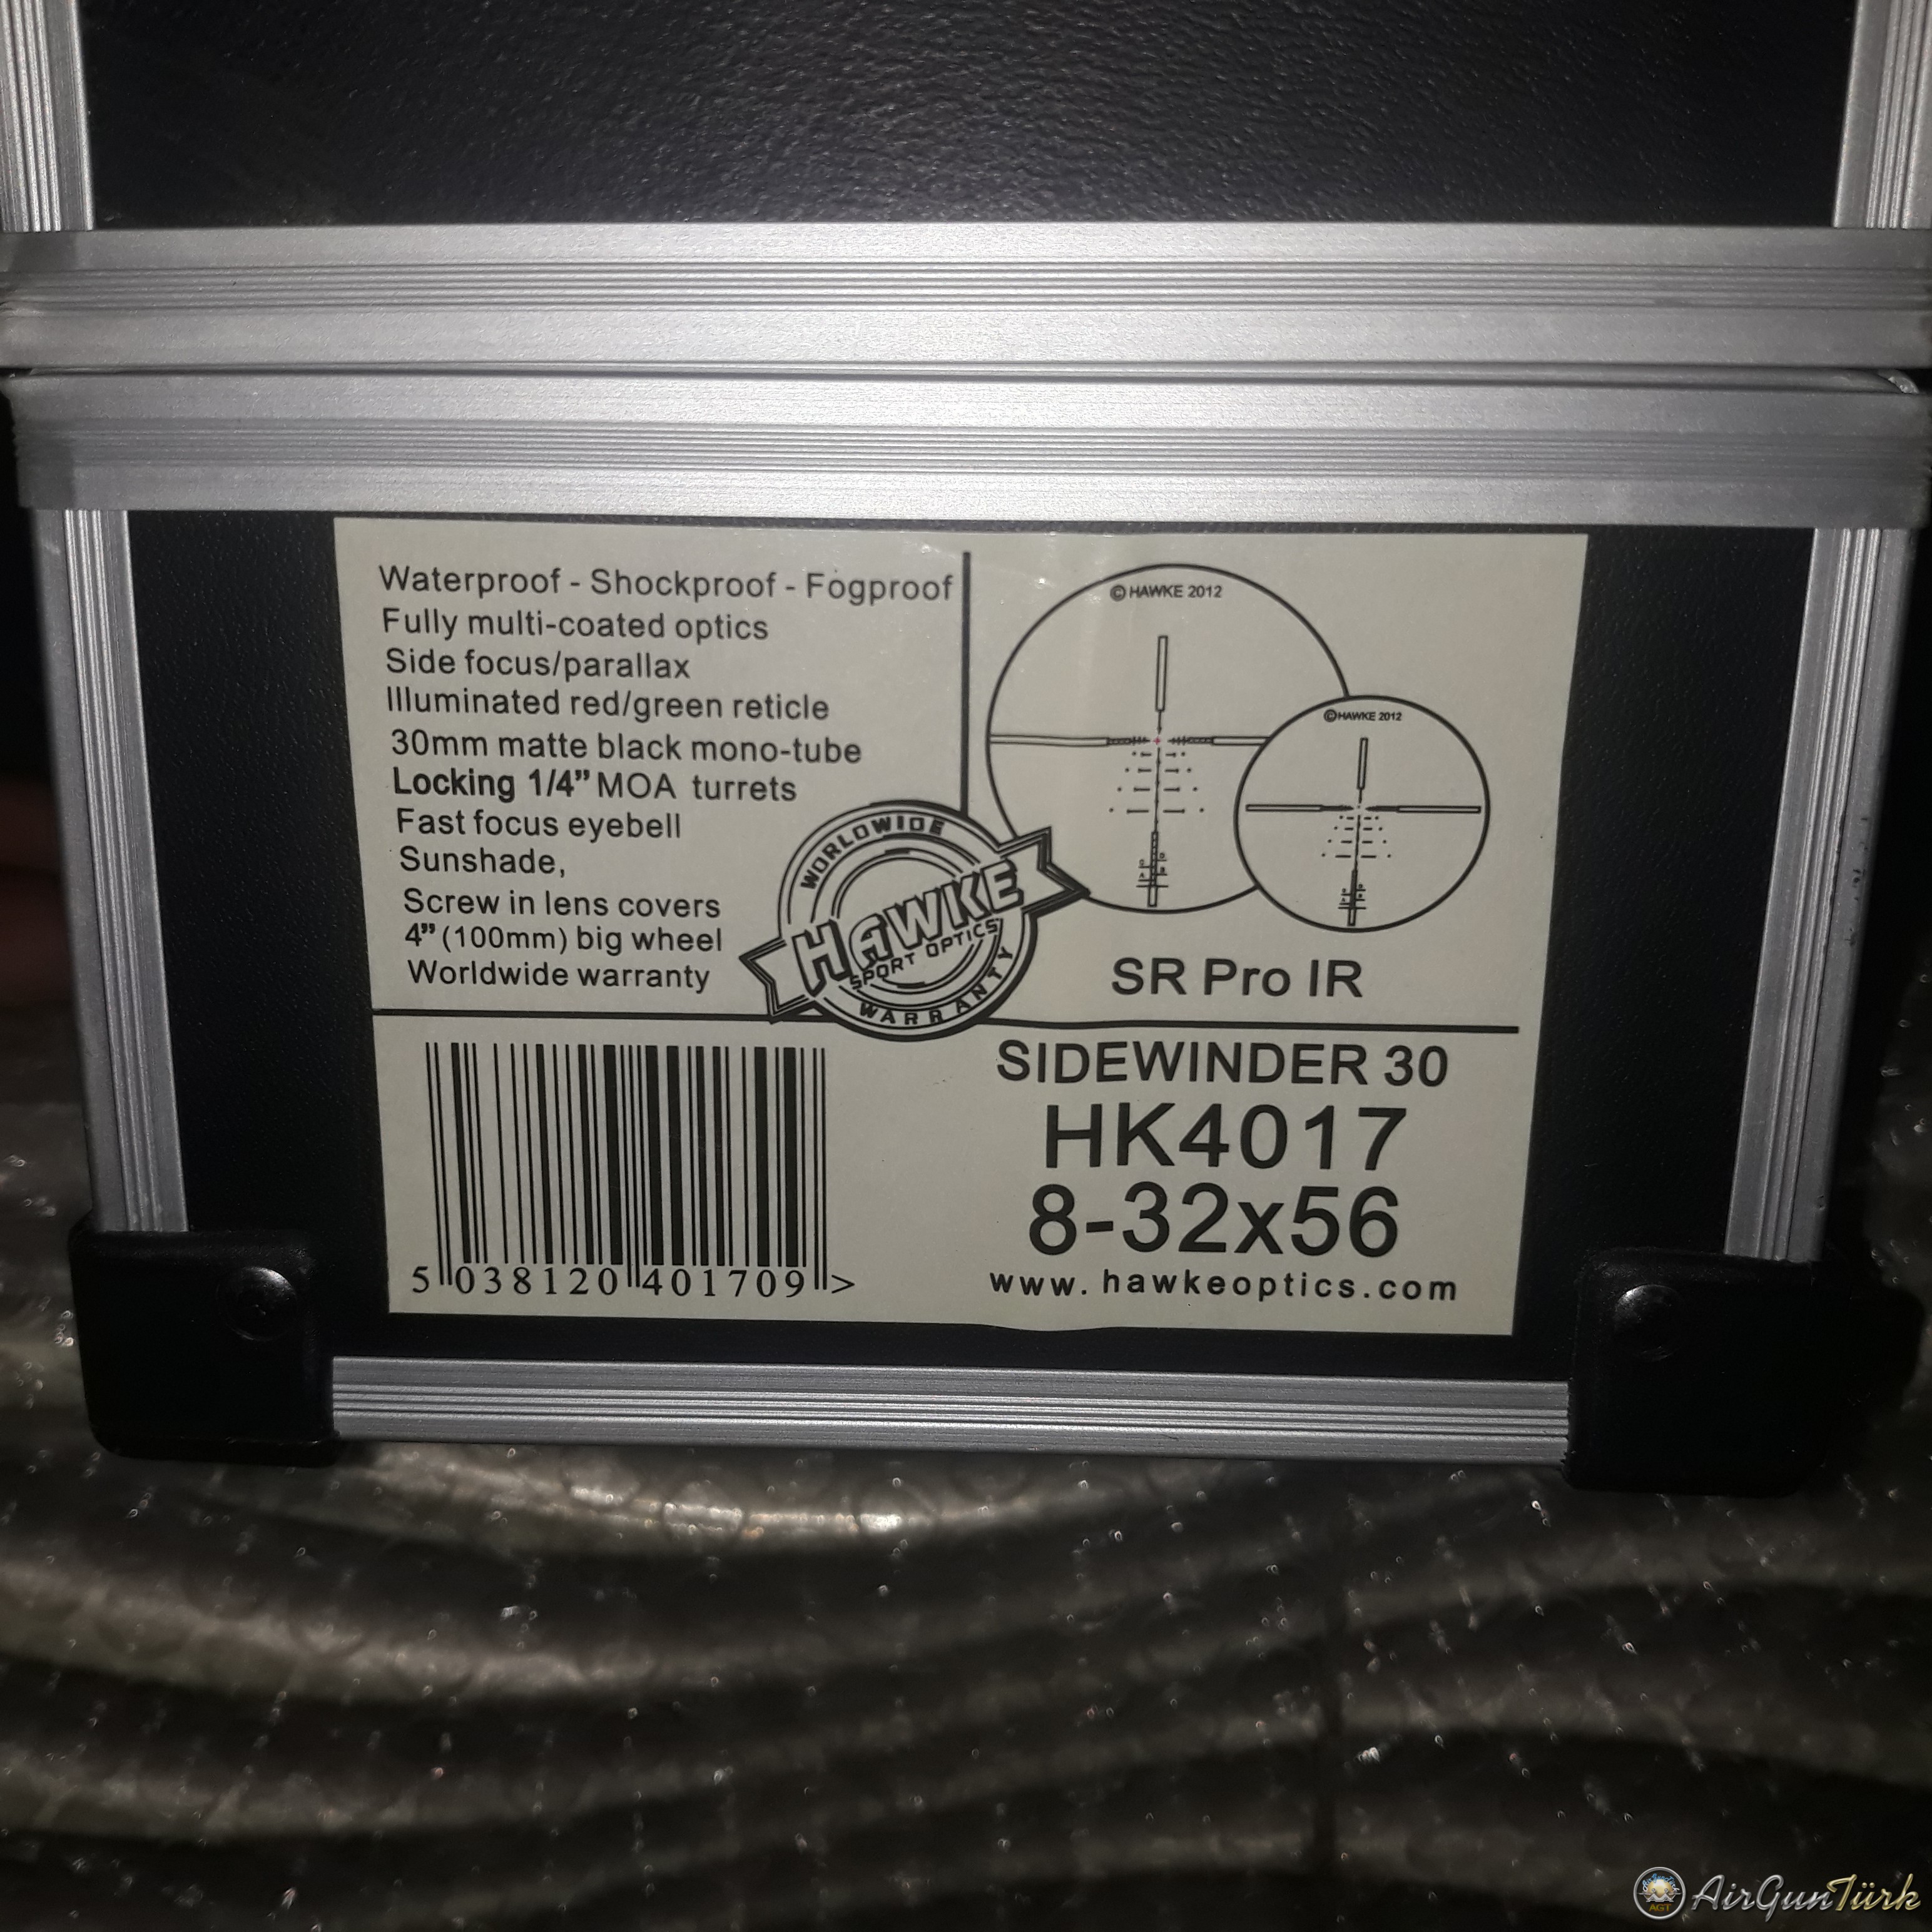 Waterproof - Shockproof - Fogproof
Fully multi-coated optics
Side focus/parallax
Illuminated red/green reticle
30mm matte black mono-tube
Locking 1/4” MOA turrets
Fast focus eyebell
Sunshade,
Screw in lens covers
4” (100mm) big wheel
Worldwide warranty
WORLDWIDE
HAWKE
SPORT OPTICS
WARRANTY
© HAWKE 2012
© HAWKE 2012
SR Pro IR
5 038120 401709 >
SIDEWINDER 30
HK4017
8-32x56
www.hawkeoptics.com
AirGunTürk